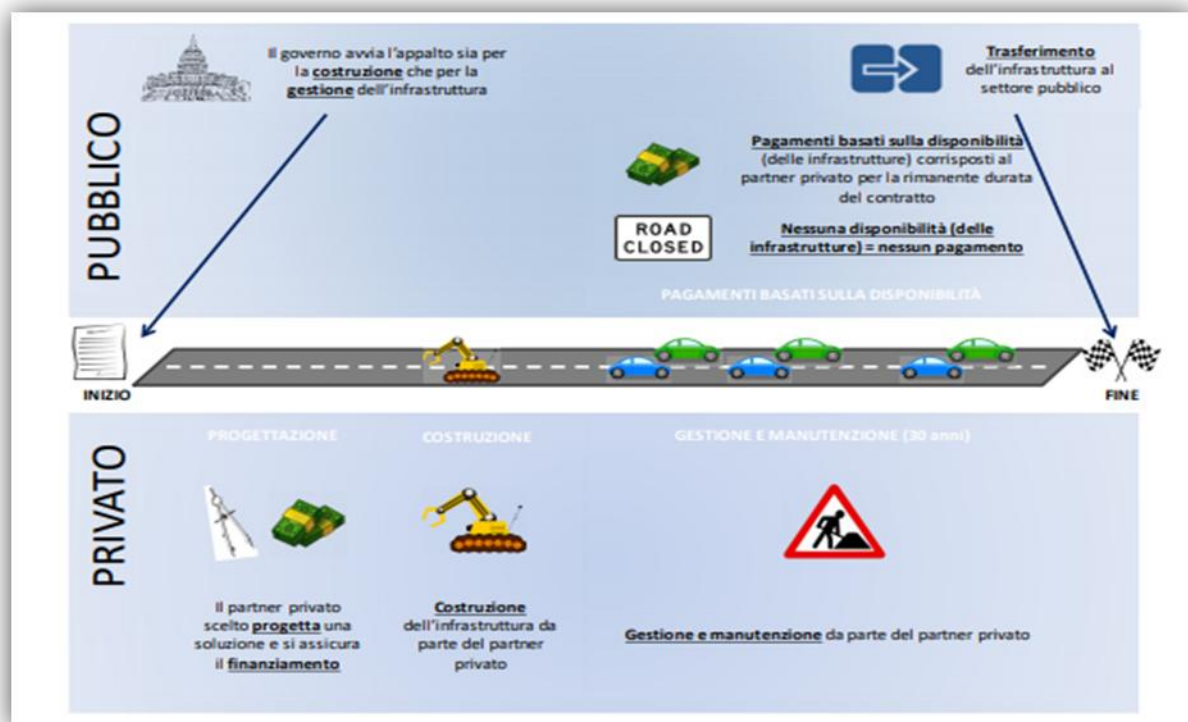 PUBBLICO
Il governo avvia l'appalto sia per
la costruzione che per la
gestione dell'infrastruttura
Trasferimento
dell'infrastruttura al
settore pubblico
Pagamenti basati sulla disponibilità
(delle infrastrutture) corrisposti al
partner privato per la rimanente durata
del contratto
ROAD
CLOSED
Nessuna disponibilità (delle
infrastrutture) = nessun pagamento
PAGAMENTI BASATI SULLA DISPONIBILITÀ
INIZIO
FINE
PRIVATO
PROGETTAZIONE
COSTRUZIONE
GESTIONE E MANUTENZIONE (30 anni)
Il partner privato
scelto progetta una
soluzione e si assicura
il finanziamento
Costruzione
dell'infrastruttura da
parte del partner
privato
Gestione e manutenzione da parte del partner privato